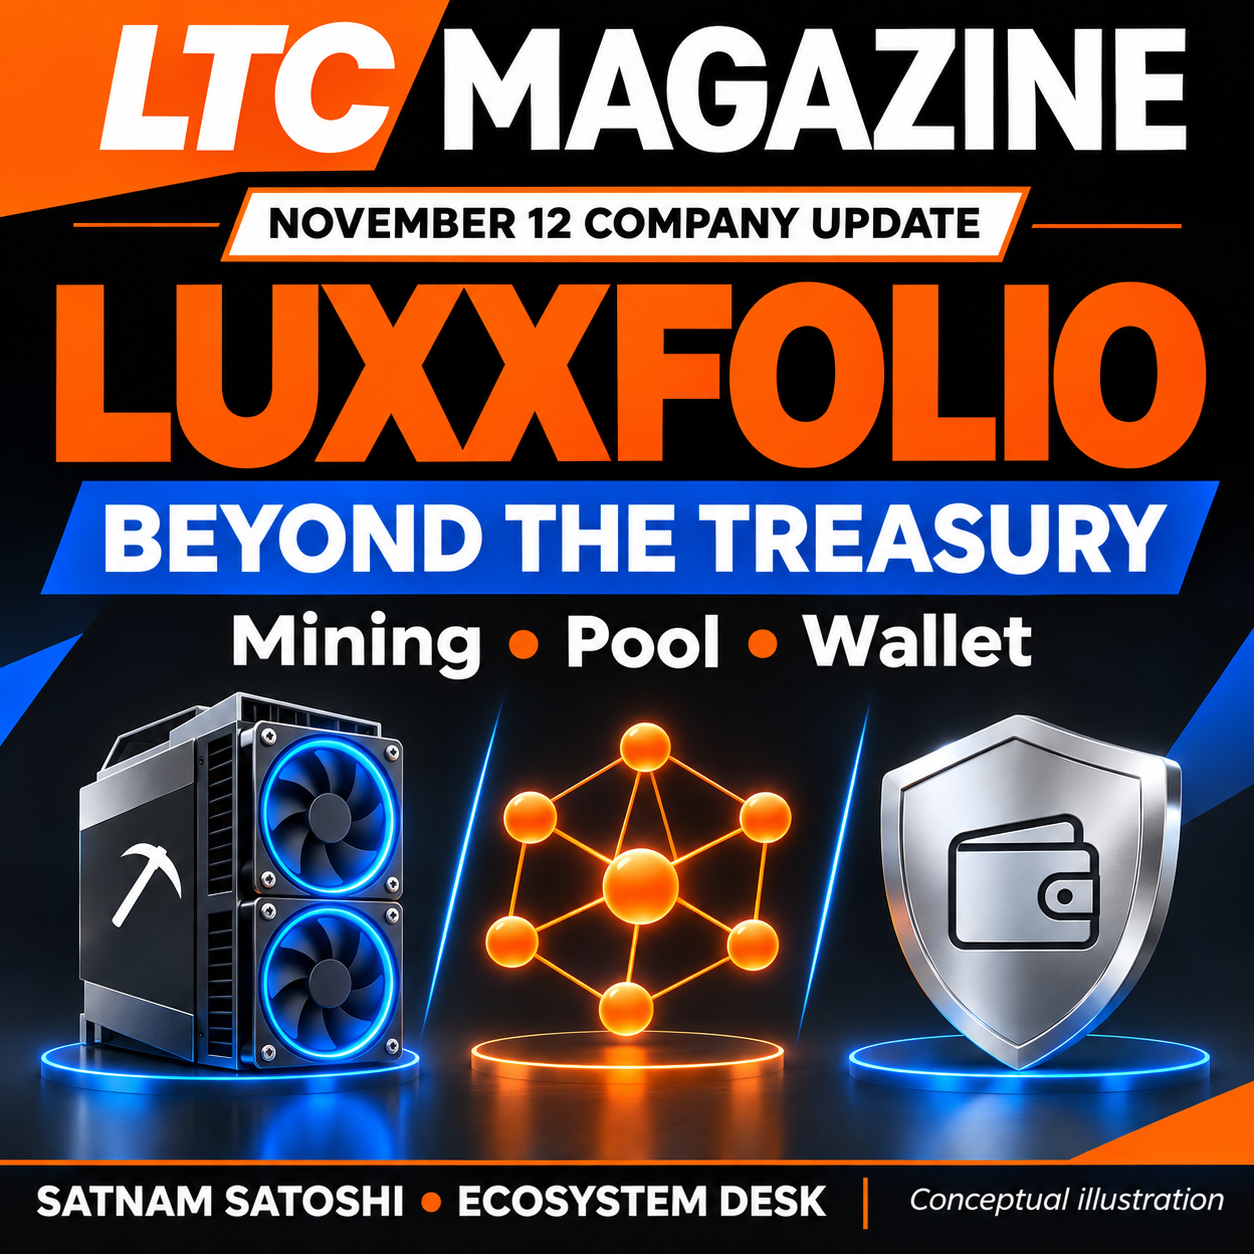 LTC MAGAZINE
NOVEMBER 12 COMPANY UPDATE
LUXXFOLIO
BEYOND THE TREASURY
Mining • Pool • Wallet
SATNAM SATOSHI • ECOSYSTEM DESK | Conceptual illustration